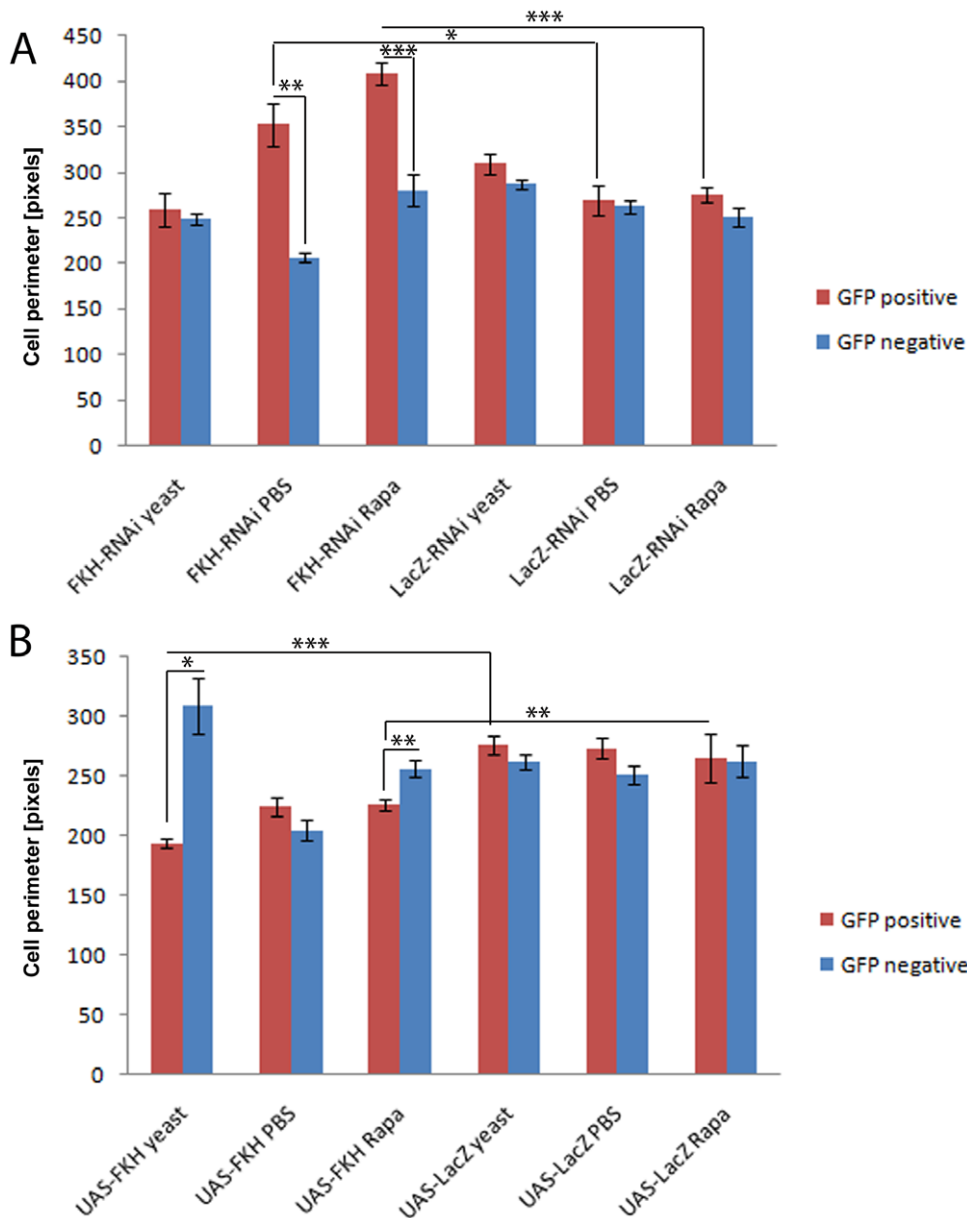 A
***
*
***
**
450
400
350
300
250
200
150
100
50
0
Cell perimeter [pixels]
GFP positive
GFP negative
FKH-RNAi yeast
FKH-RNAi PBS
FKH-RNAi Rapa
LacZ-RNAi yeast
LacZ-RNAi PBS
LacZ-RNAi Rapa
B
***
*
**
**
350
300
250
200
150
100
50
0
Cell perimeter [pixels]
GFP positive
GFP negative
UAS-FKH yeast
UAS-FKH PBS
UAS-FKH Rapa
UAS-LacZ yeast
UAS-LacZ PBS
UAS-LacZ Rapa